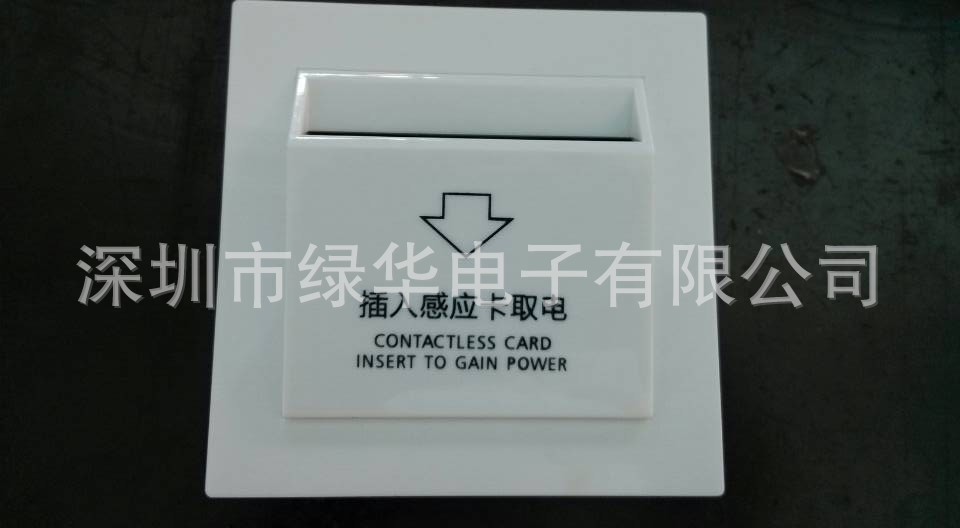 深圳市绿华电子有限公司
插入感应卡取电
CONTACTLESS CARD
INSERT TO GAIN POWER